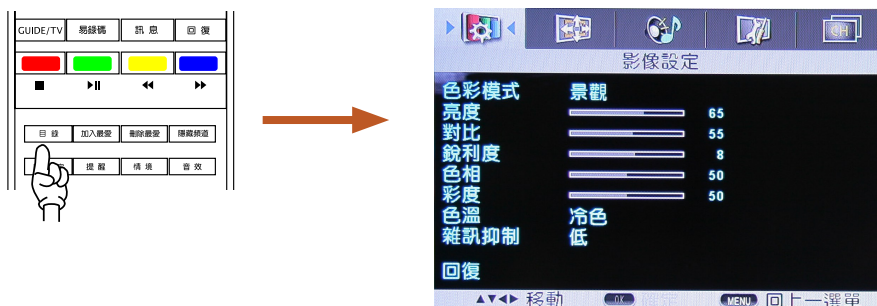 GUIDE/TV 易錄碼 訊息 回復
目錄 加入最愛 刪除最愛 隱藏頻道
提醒 情境 音效
CH
影像設定
色彩模式 景觀
亮度 65
對比 55
銳利度 8
色相 50
彩度 50
色溫 冷色
雜訊抑制 低
回復
移動 OK 選定 MENU 回上一選單